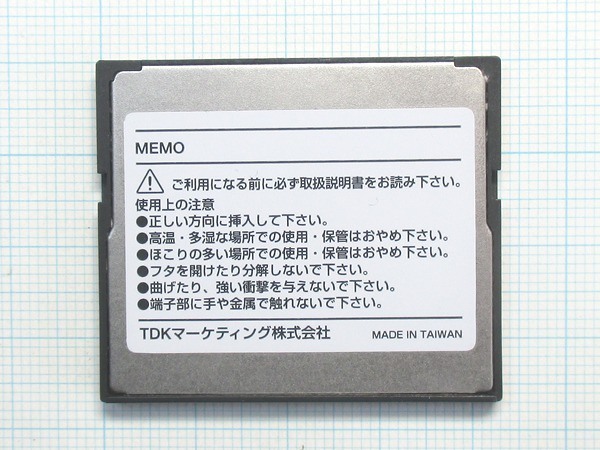 MEMO
ご利用になる前に必ず取扱説明書をお読み下さい。
使用上の注意
●正しい方向に挿入して下さい。
●高温・多湿な場所での使用・保管はおやめ下さい。
●ほこりの多い場所での使用・保管はおやめ下さい。
●フタを開けたり分解しないで下さい。
●曲げたり、強い衝撃を与えないで下さい。
●端子部に手や金属で触れないで下さい。
TDKマーケティング株式会社 MADE IN TAIWAN